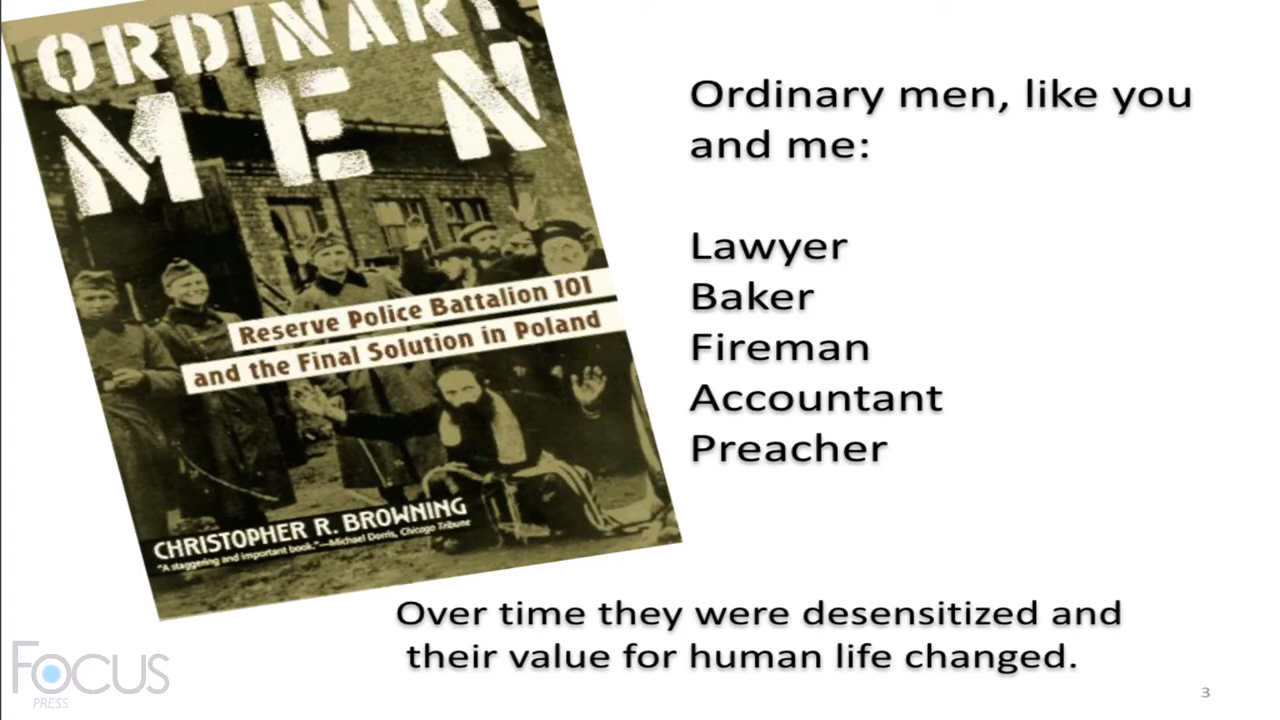 ORDINARY
MEN
Reserve Police Battalion 101
and the Final Solution in Poland
CHRISTOPHER R. BROWNING
"A staggering and important book."—Michael Dorris, Chicago Tribune
Ordinary men, like you
and me:
Lawyer
Baker
Fireman
Accountant
Preacher
Over time they were desensitized and
their value for human life changed.
FOCUS
PRESS
3